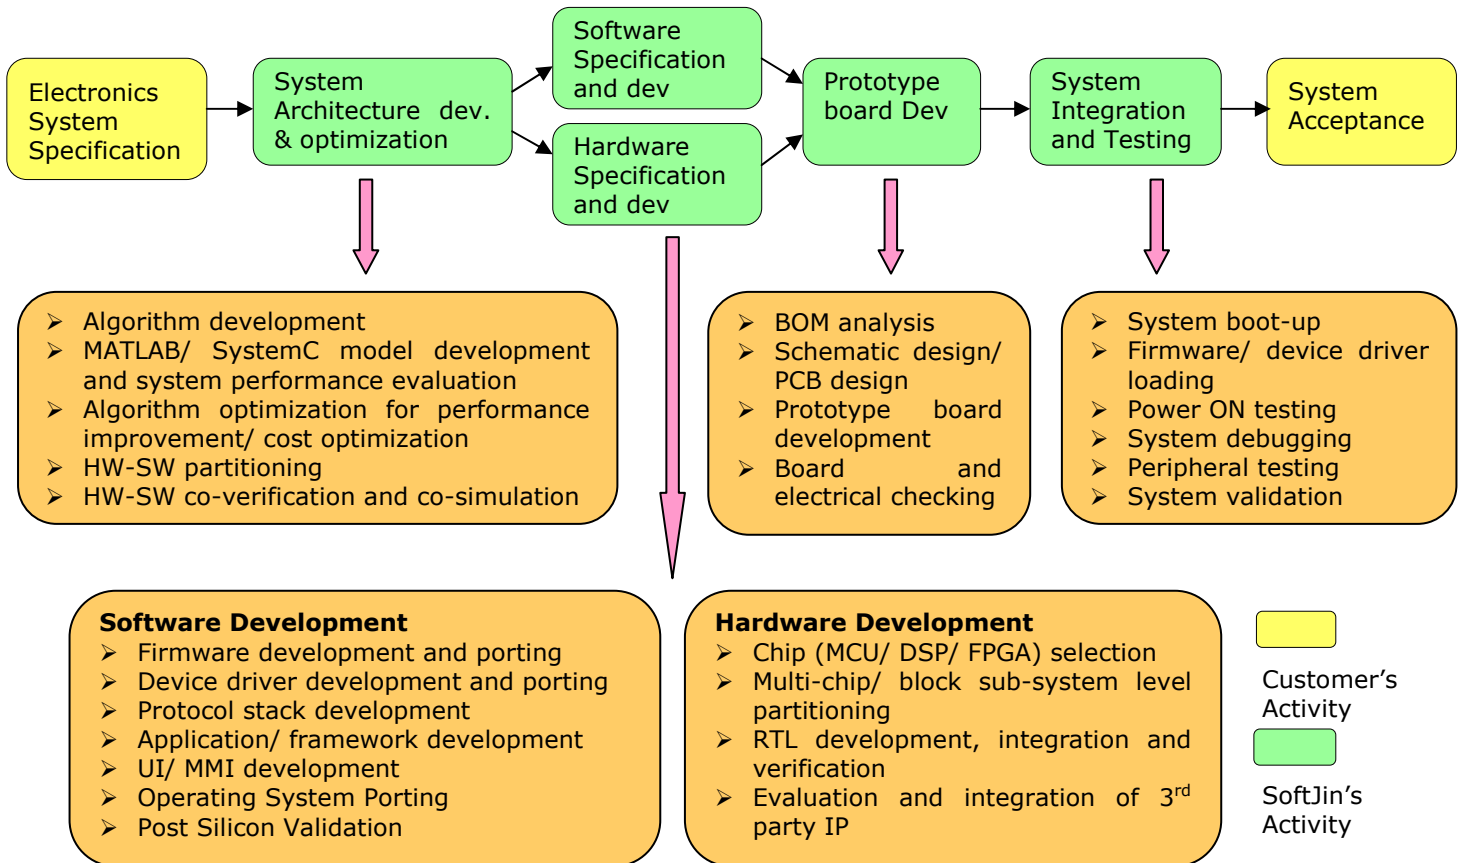 Electronics
System
Specification
System
Architecture dev.
& optimization
Software
Specification
and dev
Hardware
Specification
and dev
Prototype
board Dev
System
Integration
and Testing
System
Acceptance
➢ Algorithm development
➢ MATLAB/ SystemC model development
and system performance evaluation
➢ Algorithm optimization for performance
improvement/ cost optimization
➢ HW-SW partitioning
➢ HW-SW co-verification and co-simulation
➢ BOM analysis
➢ Schematic design/
PCB design
➢ Prototype board
development
➢ Board and
electrical checking
➢ System boot-up
➢ Firmware/ device driver
loading
➢ Power ON testing
➢ System debugging
➢ Peripheral testing
➢ System validation
Software Development
➢ Firmware development and porting
➢ Device driver development and porting
➢ Protocol stack development
➢ Application/ framework development
➢ UI/ MMI development
➢ Operating System Porting
➢ Post Silicon Validation
Hardware Development
➢ Chip (MCU/ DSP/ FPGA) selection
➢ Multi-chip/ block sub-system level
partitioning
➢ RTL development, integration and
verification
➢ Evaluation and integration of 3rd
party IP
Customer's
Activity
SoftJin's
Activity